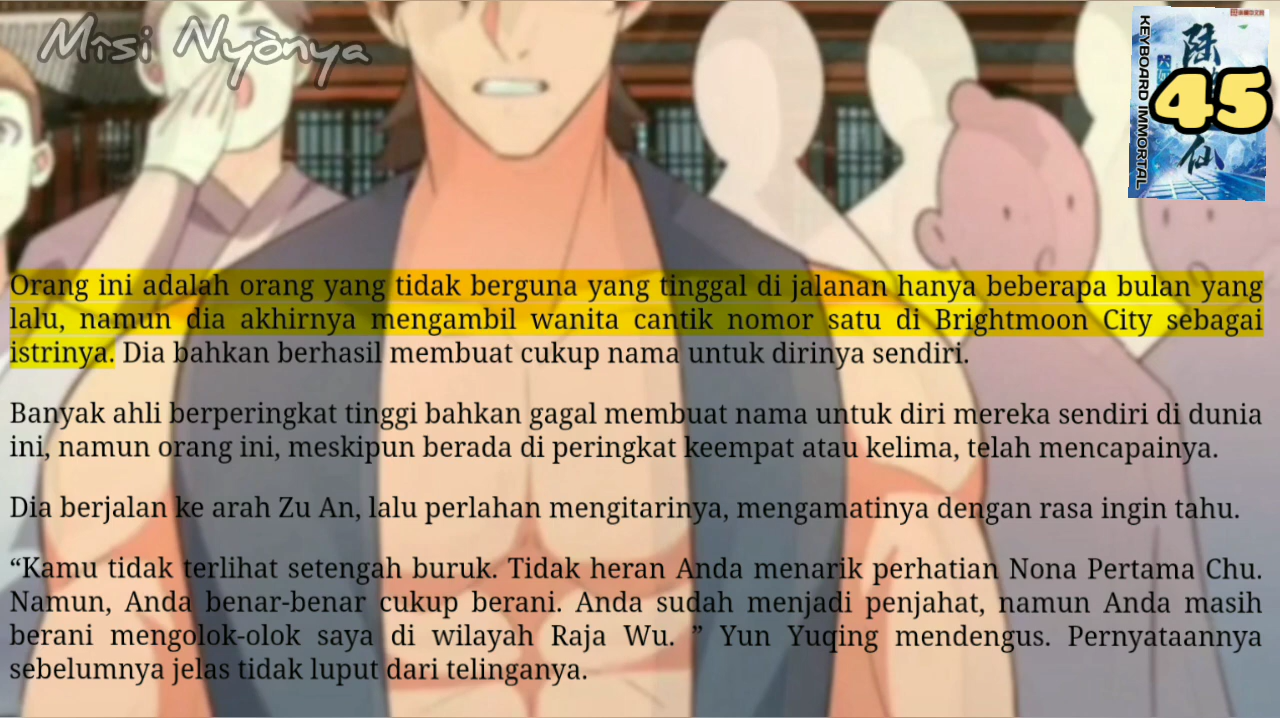 Mîsi Nyònya
KEYBOARD IMMORTAL
陆
仙
45
Orang ini adalah orang yang tidak berguna yang tinggal di jalanan hanya beberapa bulan yang
lalu, namun dia akhirnya mengambil wanita cantik nomor satu di Brightmoon City sebagai
istrinya. Dia bahkan berhasil membuat cukup nama untuk dirinya sendiri.
Banyak ahli berperingkat tinggi bahkan gagal membuat nama untuk diri mereka sendiri di dunia
ini, namun orang ini, meskipun berada di peringkat keempat atau kelima, telah mencapainya.
Dia berjalan ke arah Zu An, lalu perlahan mengitarinya, mengamatinya dengan rasa ingin tahu.
“Kamu tidak terlihat setengah buruk. Tidak heran Anda menarik perhatian Nona Pertama Chu.
Namun, Anda benar-benar cukup berani. Anda sudah menjadi penjahat, namun Anda masih
berani mengolok-olok saya di wilayah Raja Wu. ” Yun Yuqing mendengus. Pernyataannya
sebelumnya jelas tidak luput dari telinganya.